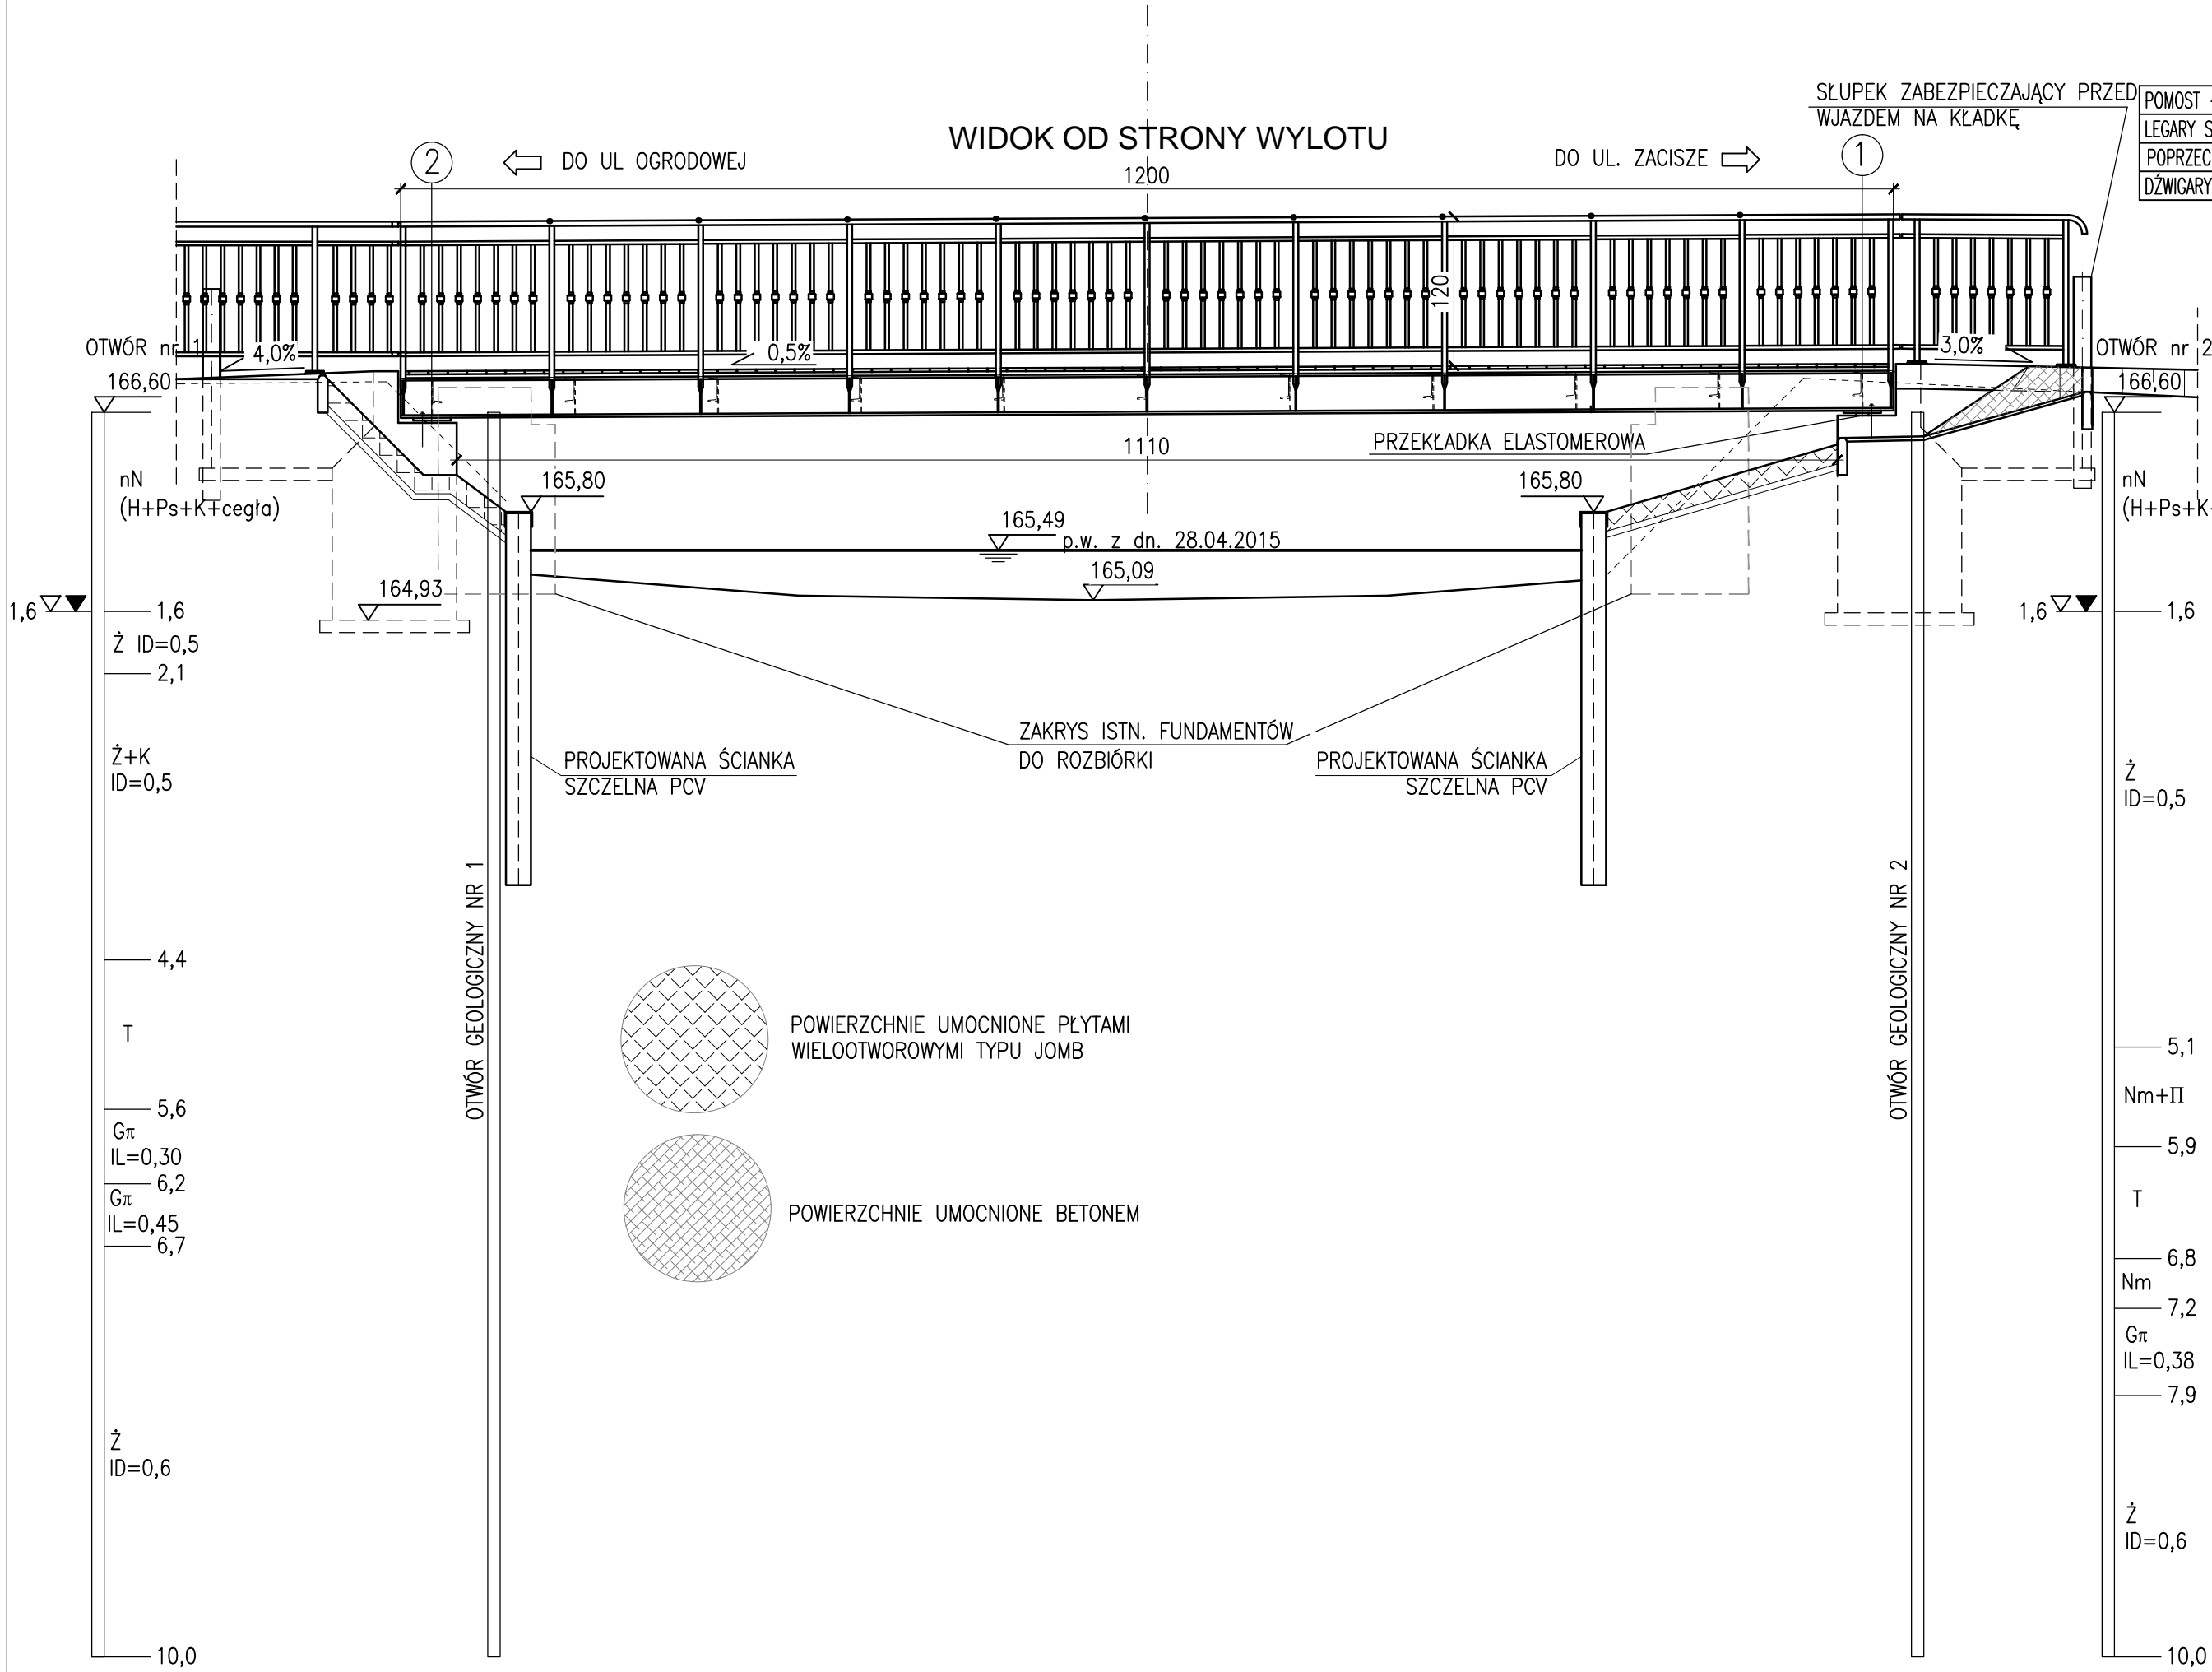 SŁUPEK ZABEZPIECZAJĄCY PRZED
WJAZDEM NA KŁADKĘ
POMOST
LEGARY S
POPRZEC
DŹWIGARY
WIDOK OD STRONY WYLOTU
2
DO UL OGRODOWEJ
DO UL. ZACISZE
1
1200
120
OTWÓR nr 1
4,0%
0,5%
3,0%
OTWÓR nr 2
166,60
166,60
PRZEKŁADKA ELASTOMEROWA
1110
nN
(H+Ps+K+cegła)
165,80
165,80
nN
(H+Ps+K+
165,49
p.w. z dn. 28.04.2015
165,09
164,93
1,6
1,6
1,6
1,6
Ż ID=0,5
2,1
ZAKRYS ISTN. FUNDAMENTÓW
DO ROZBIÓRKI
PROJEKTOWANA ŚCIANKA
SZCZELNA PCV
PROJEKTOWANA ŚCIANKA
SZCZELNA PCV
Ż+K
ID=0,5
Ż
ID=0,5
OTWÓR GEOLOGICZNY NR 1
OTWÓR GEOLOGICZNY NR 2
4,4
T
5,6
Gπ
IL=0,30
6,2
Gπ
IL=0,45
6,7
Ż
ID=0,6
10,0
POWIERZCHNIE UMOCNIONE PŁYTAMI
WIELOOTWOROWYMI TYPU JOMB
POWIERZCHNIE UMOCNIONE BETONEM
5,1
Nm+Π
5,9
T
6,8
Nm
7,2
Gπ
IL=0,38
7,9
Ż
ID=0,6
10,0